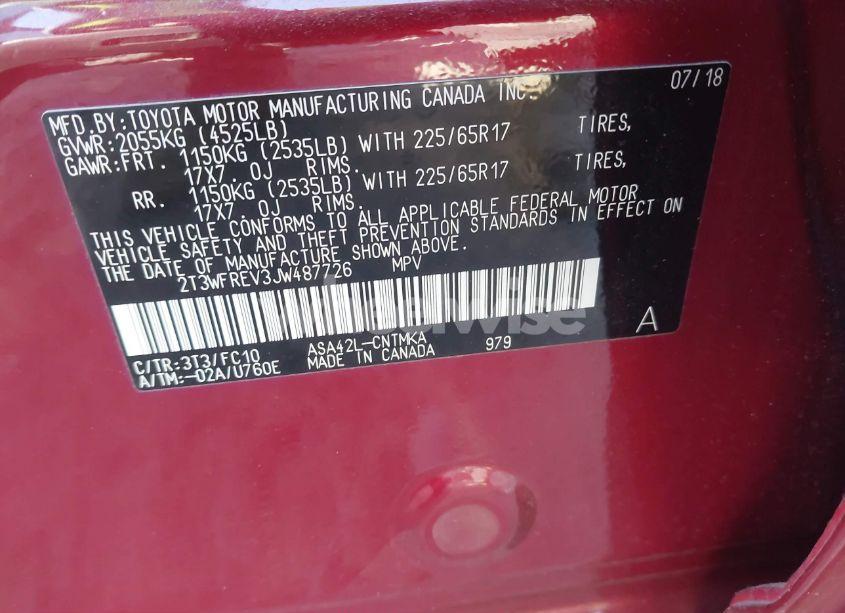 MFD.BY:TOYOTA MOTOR MANUFACTURING CANADA INC. 07/18
GVWR:2055KG (4525LB)
GAWR:FRT. 1150KG (2535LB) WITH 225/65R17 TIRES,
17X7.0J RIMS.
RR. 1150KG (2535LB) WITH 225/65R17 TIRES,
17X7.0J RIMS.
THIS VEHICLE CONFORMS TO ALL APPLICABLE FEDERAL MOTOR
VEHICLE SAFETY AND THEFT PREVENTION STANDARDS IN EFFECT ON
THE DATE OF MANUFACTURE SHOWN ABOVE.
2T3WFREV3JW487726 MPV
C/TR:3T3/FC10 ASA42L-CNTMKA 979 A
A/TM:-02A/U760E MADE IN CANADA